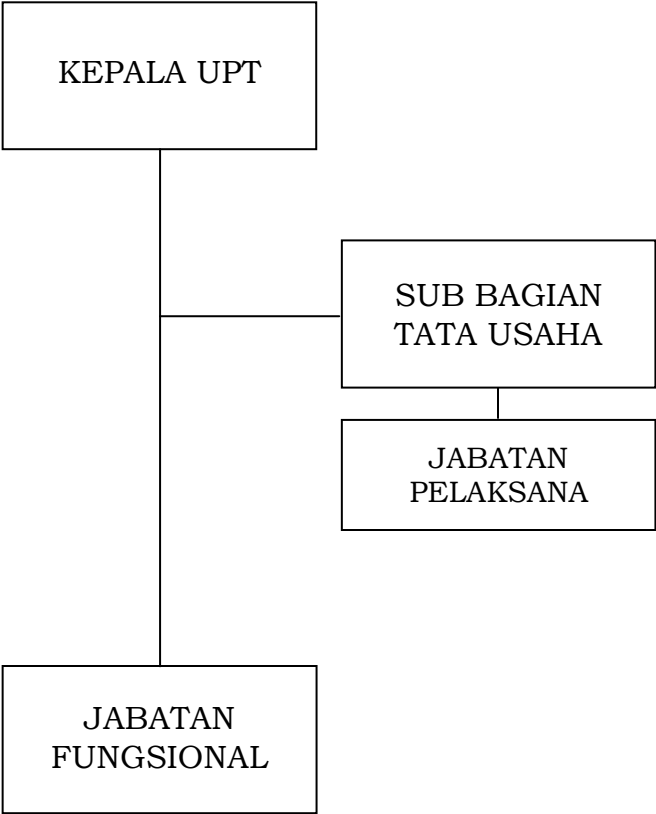 KEPALA UPT
SUB BAGIAN
TATA USAHA
JABATAN
PELAKSANA
JABATAN
FUNGSIONAL